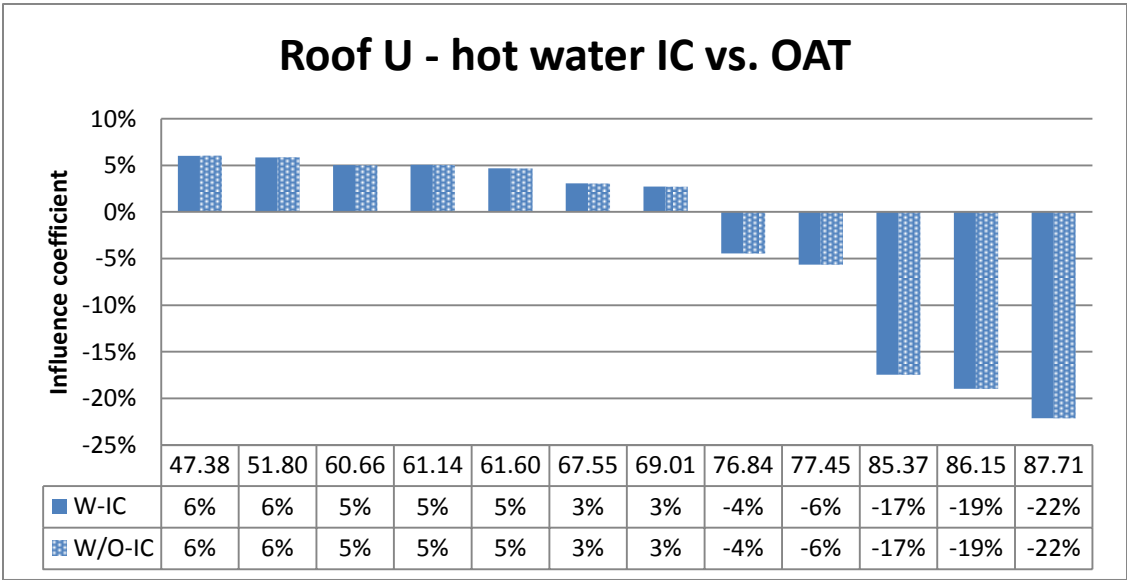 Roof U - hot water IC vs. OAT
Influence coefficient
10%
5%
0%
-5%
-10%
-15%
-20%
-25%
47.38 51.80 60.66 61.14 61.60 67.55 69.01 76.84 77.45 85.37 86.15 87.71
W-IC 6% 6% 5% 5% 5% 3% 3% -4% -6% -17% -19% -22%
W/O-IC 6% 6% 5% 5% 5% 3% 3% -4% -6% -17% -19% -22%